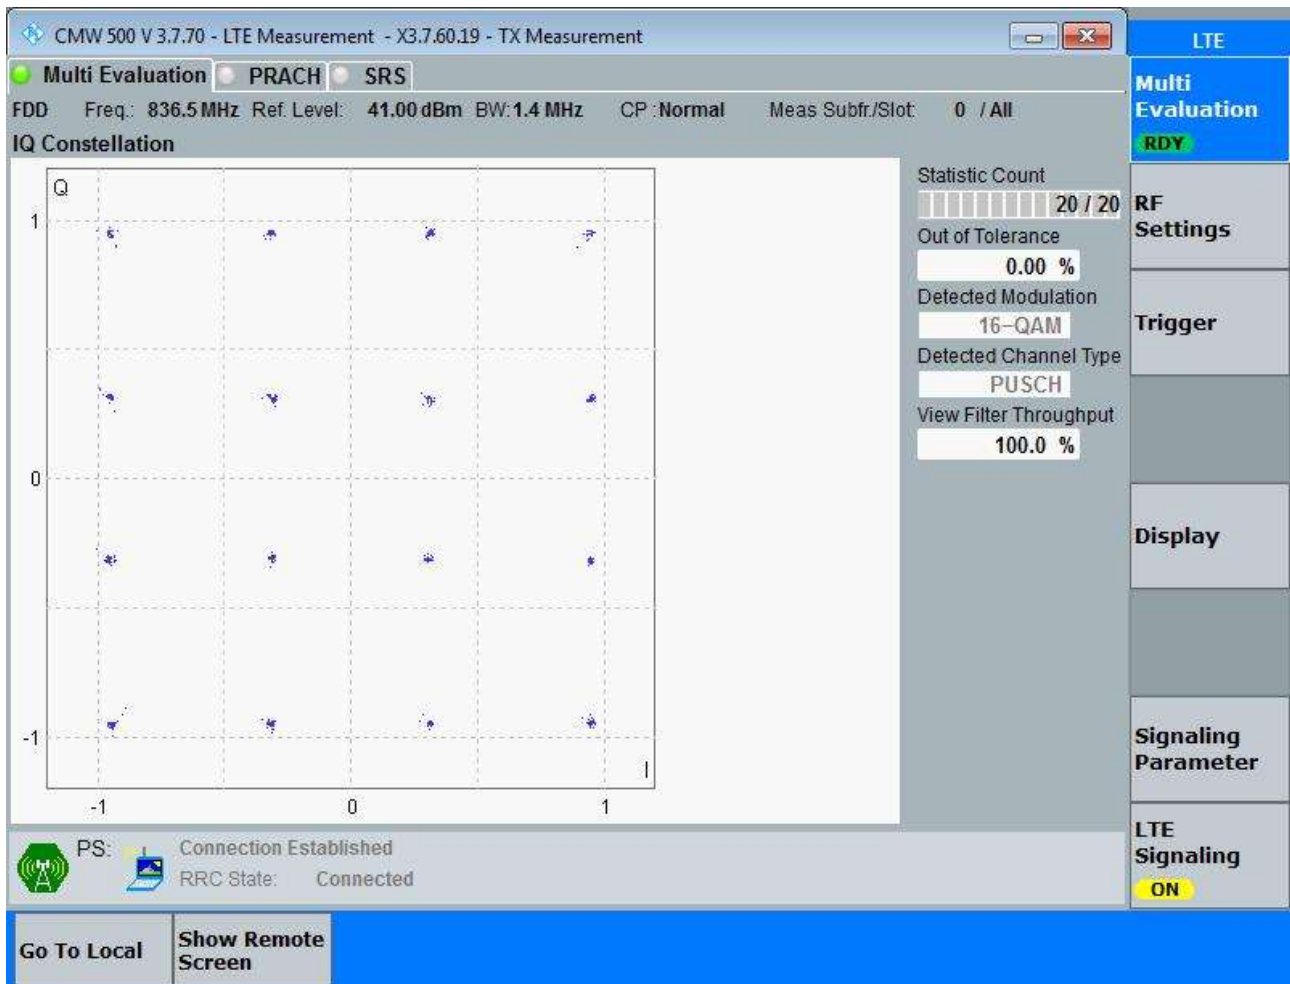 CMW 500 V 3.7.70 - LTE Measurement - X3.7.60.19 - TX Measurement
LTE
Multi Evaluation PRACH SRS
FDD Freq.: 836.5 MHz Ref. Level: 41.00 dBm BW: 1.4 MHz CP : Normal Meas Subfr./Slot: 0 / All
IQ Constellation
Q
1
0
-1
-1 0 1
I
Statistic Count
20 / 20
Out of Tolerance
0.00 %
Detected Modulation
16-QAM
Detected Channel Type
PUSCH
View Filter Throughput
100.0 %
Multi
Evaluation
RDY
RF
Settings
Trigger
Display
Signaling
Parameter
LTE
Signaling
ON
PS: Connection Established
RRC State: Connected
Go To Local
Show Remote
Screen